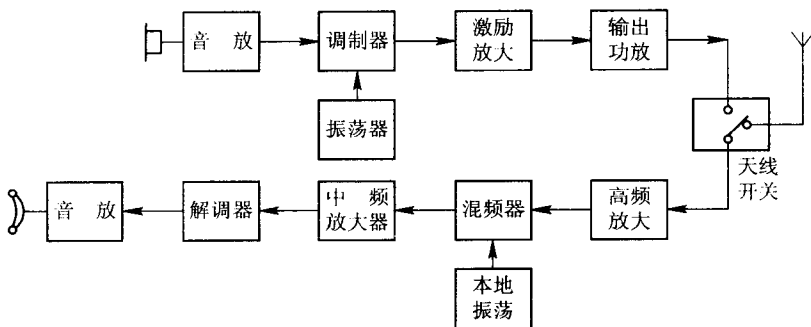 音 放
调制器
激励
放大
输出
功放
振荡器
天线
开关
音 放
解调器
中 频
放大器
混频器
高频
放大
本地
振荡